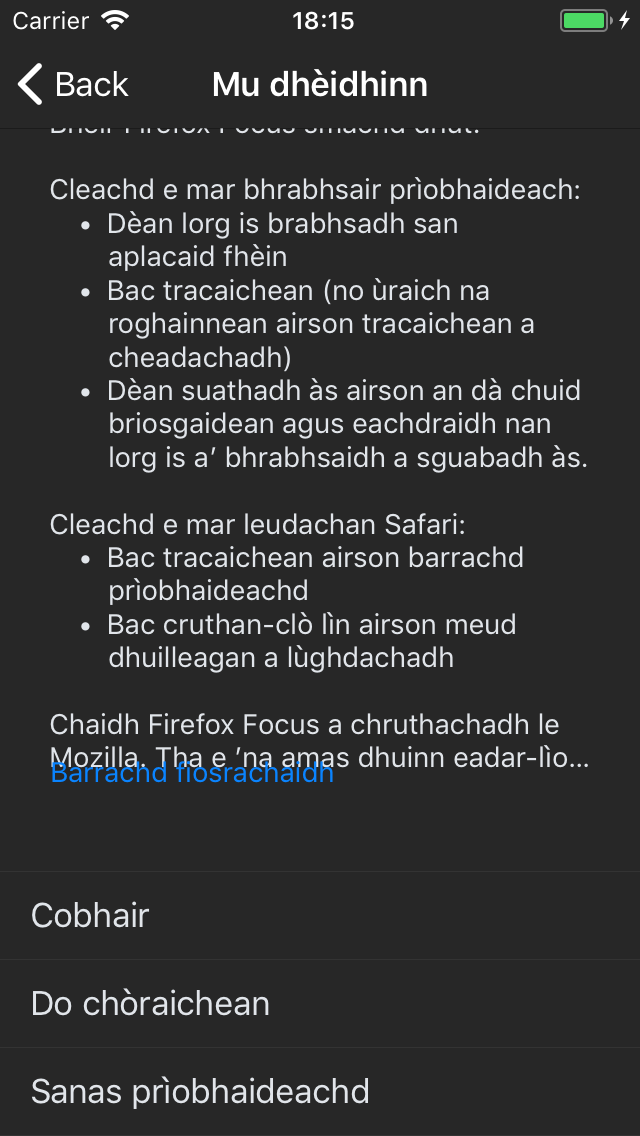 Carrier 18:15
Back Mu dhèidhinn
Bheir Firefox Focus smachd dhut.
Cleachd e mar bhrabhsair prìobhaideach:
• Dèan lorg is brabhsadh san
aplacaid fhèin
• Bac tracaichean (no ùraich na
roghainnean airson tracaichean a
cheadachadh)
• Dèan suathadh às airson an dà chuid
briosgaidean agus eachdraidh nan
lorg is a’ bhrabhsaidh a sguabadh às.
Cleachd e mar leudachan Safari:
• Bac tracaichean airson barrachd
prìobhaideachd
• Bac cruthan-clò lìn airson meud
dhuilleagan a lùghdachadh
Chaidh Firefox Focus a chruthachadh le
Mozilla. Tha e ’na amas dhuinn eadar-lìo...
Barrachd fiosrachaidh
Cobhair
Do chòraichean
Sanas prìobhaideachd